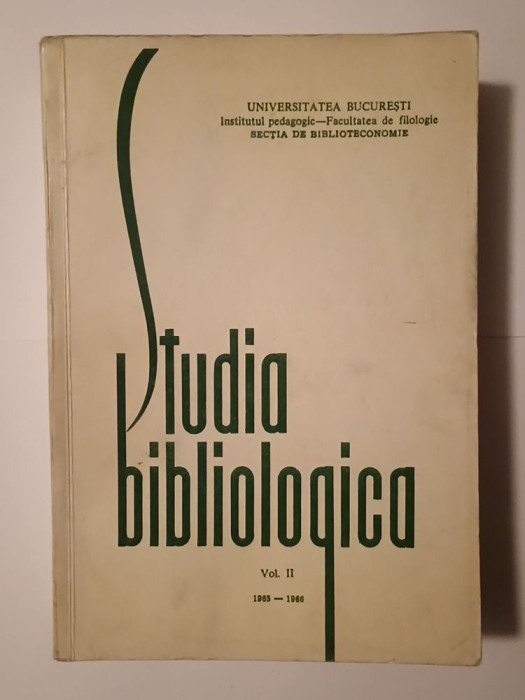 UNIVERSITATEA BUCUREȘTI
Institutul pedagogic—Facultatea de filologie
SECȚIA DE BIBLIOTECONOMIE
Studia
bibliologica
Vol. II
1965 — 1966